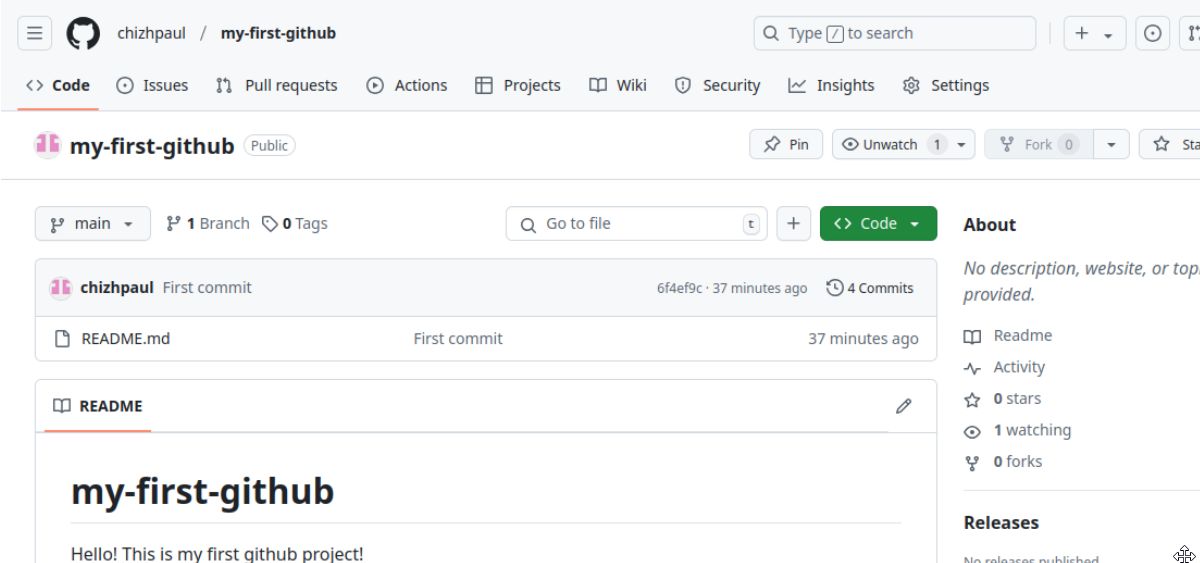 chizhpaul / my-first-github Type / to search
Code Issues Pull requests Actions Projects Wiki Security Insights Settings
my-first-github Public Pin Unwatch 1 Fork 0
main 1 Branch 0 Tags Go to file t Code
chizhpaul First commit 6f4ef9c · 37 minutes ago 4 Commits
README.md First commit 37 minutes ago
README
my-first-github
Hello! This is my first github project!
About
No description, website, or
provided.
Readme
Activity
0 stars
1 watching
0 forks
Releases
No releases published